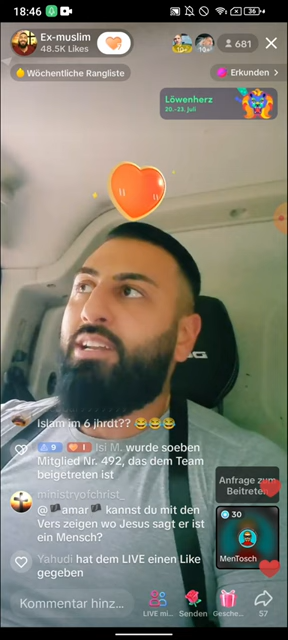 18:46
36
Ex-muslim
48.5K Likes
681
Wöchentliche Rangliste
Erkunden >
Löwenherz
20.-23. Juli
Islam im 6 jhrdt?? 😂😂😂
9 1 Isi M. wurde soeben
Mitglied Nr. 492, das dem Team
beigetreten ist
ministryofchrist_
@🏴amar🏴 kannst du mit den
Vers zeigen wo Jesus sagt er ist
ein Mensch?
Yahudi hat dem LIVE einen Like
gegeben
Anfrage zum
Beitreten
30
MenTosch
Kommentar hinz...
LIVE mi...
Senden
Gesche...
57